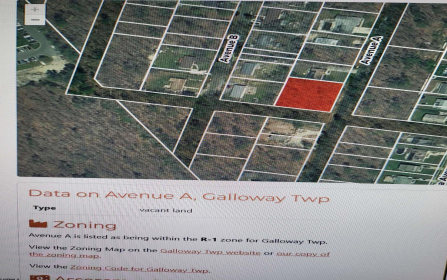 +
Avenue B
Avenue A
Data on Avenue A, Galloway Twp
Type vacant land
Zoning
Avenue A is listed as being within the R-1 zone for Galloway Twp.
View the Zoning Map on the Galloway Twp website or our copy of
the zoning map.
View the Zoning Code for Galloway Twp.